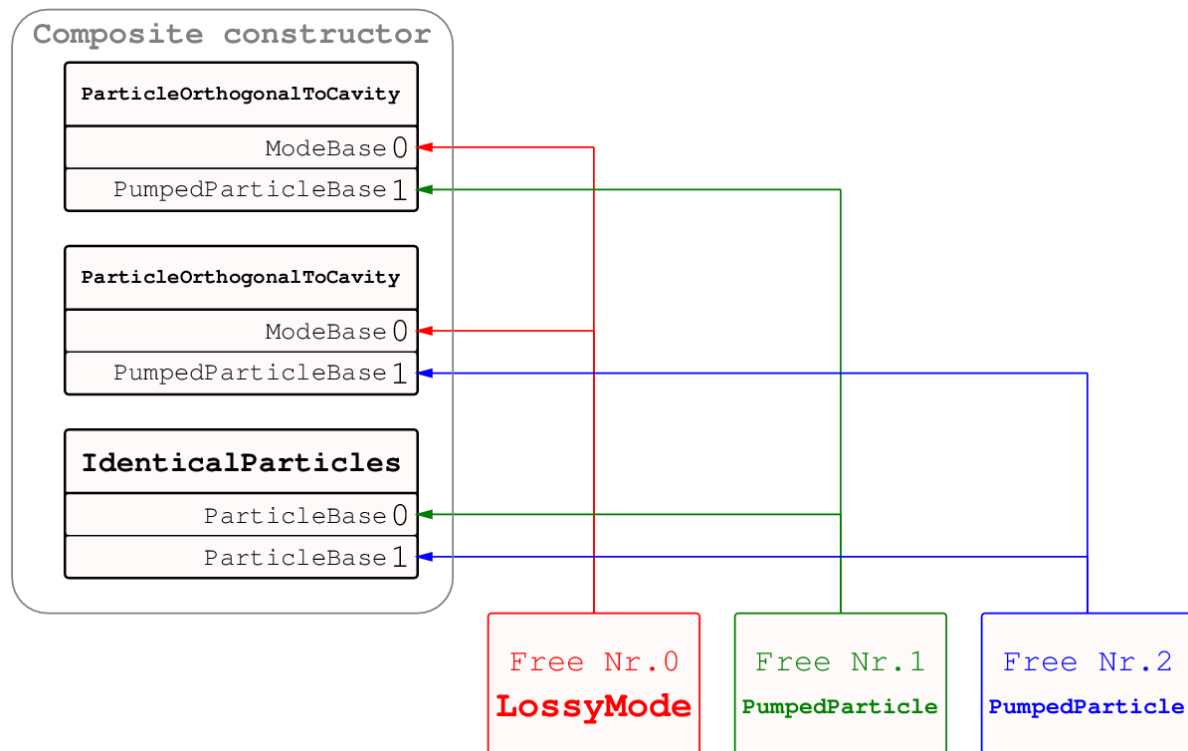 Composite constructor
ParticleOrthogonalToCavity
ModeBase 0
PumpedParticleBase 1
ParticleOrthogonalToCavity
ModeBase 0
PumpedParticleBase 1
IdenticalParticles
ParticleBase 0
ParticleBase 1
Free Nr.0
LossyMode
Free Nr.1
PumpedParticle
Free Nr.2
PumpedParticle